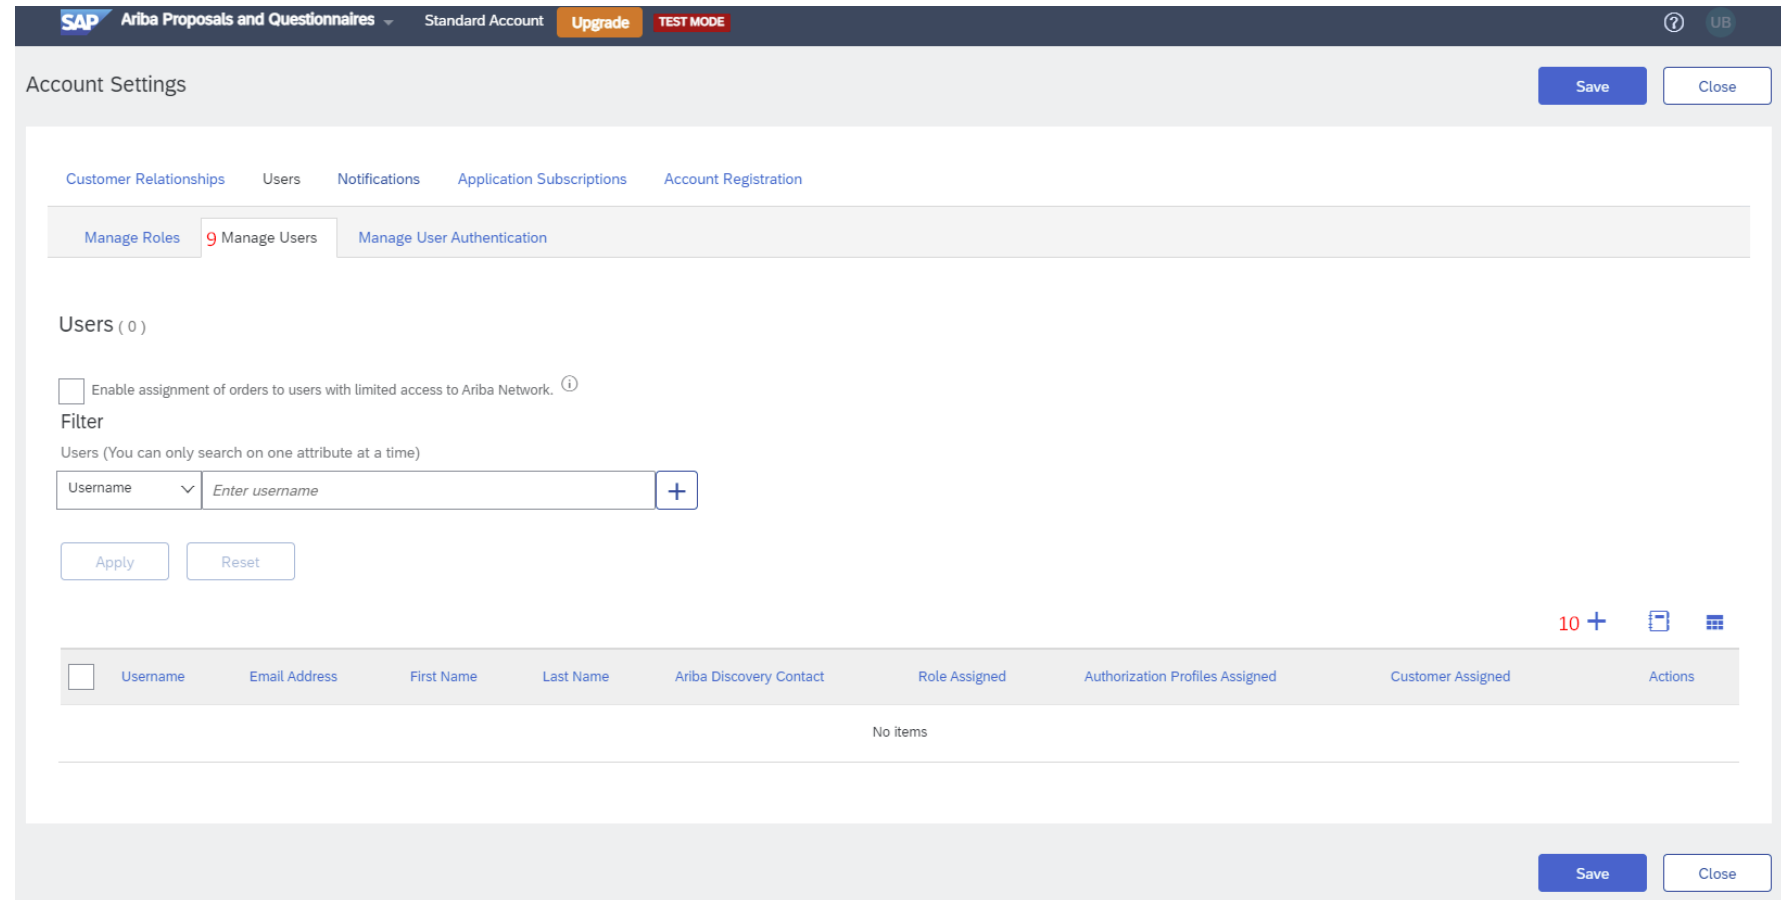 SAP Ariba Proposals and Questionnaires Standard Account Upgrade TEST MODE ? UB
Account Settings Save Close
Customer Relationships Users Notifications Application Subscriptions Account Registration
Manage Roles 9 Manage Users Manage User Authentication
Users ( 0 )
Enable assignment of orders to users with limited access to Ariba Network. i
Filter
Users (You can only search on one attribute at a time)
Username Enter username +
Apply Reset
10 +
Username Email Address First Name Last Name Ariba Discovery Contact Role Assigned Authorization Profiles Assigned Customer Assigned Actions
No items
Save Close